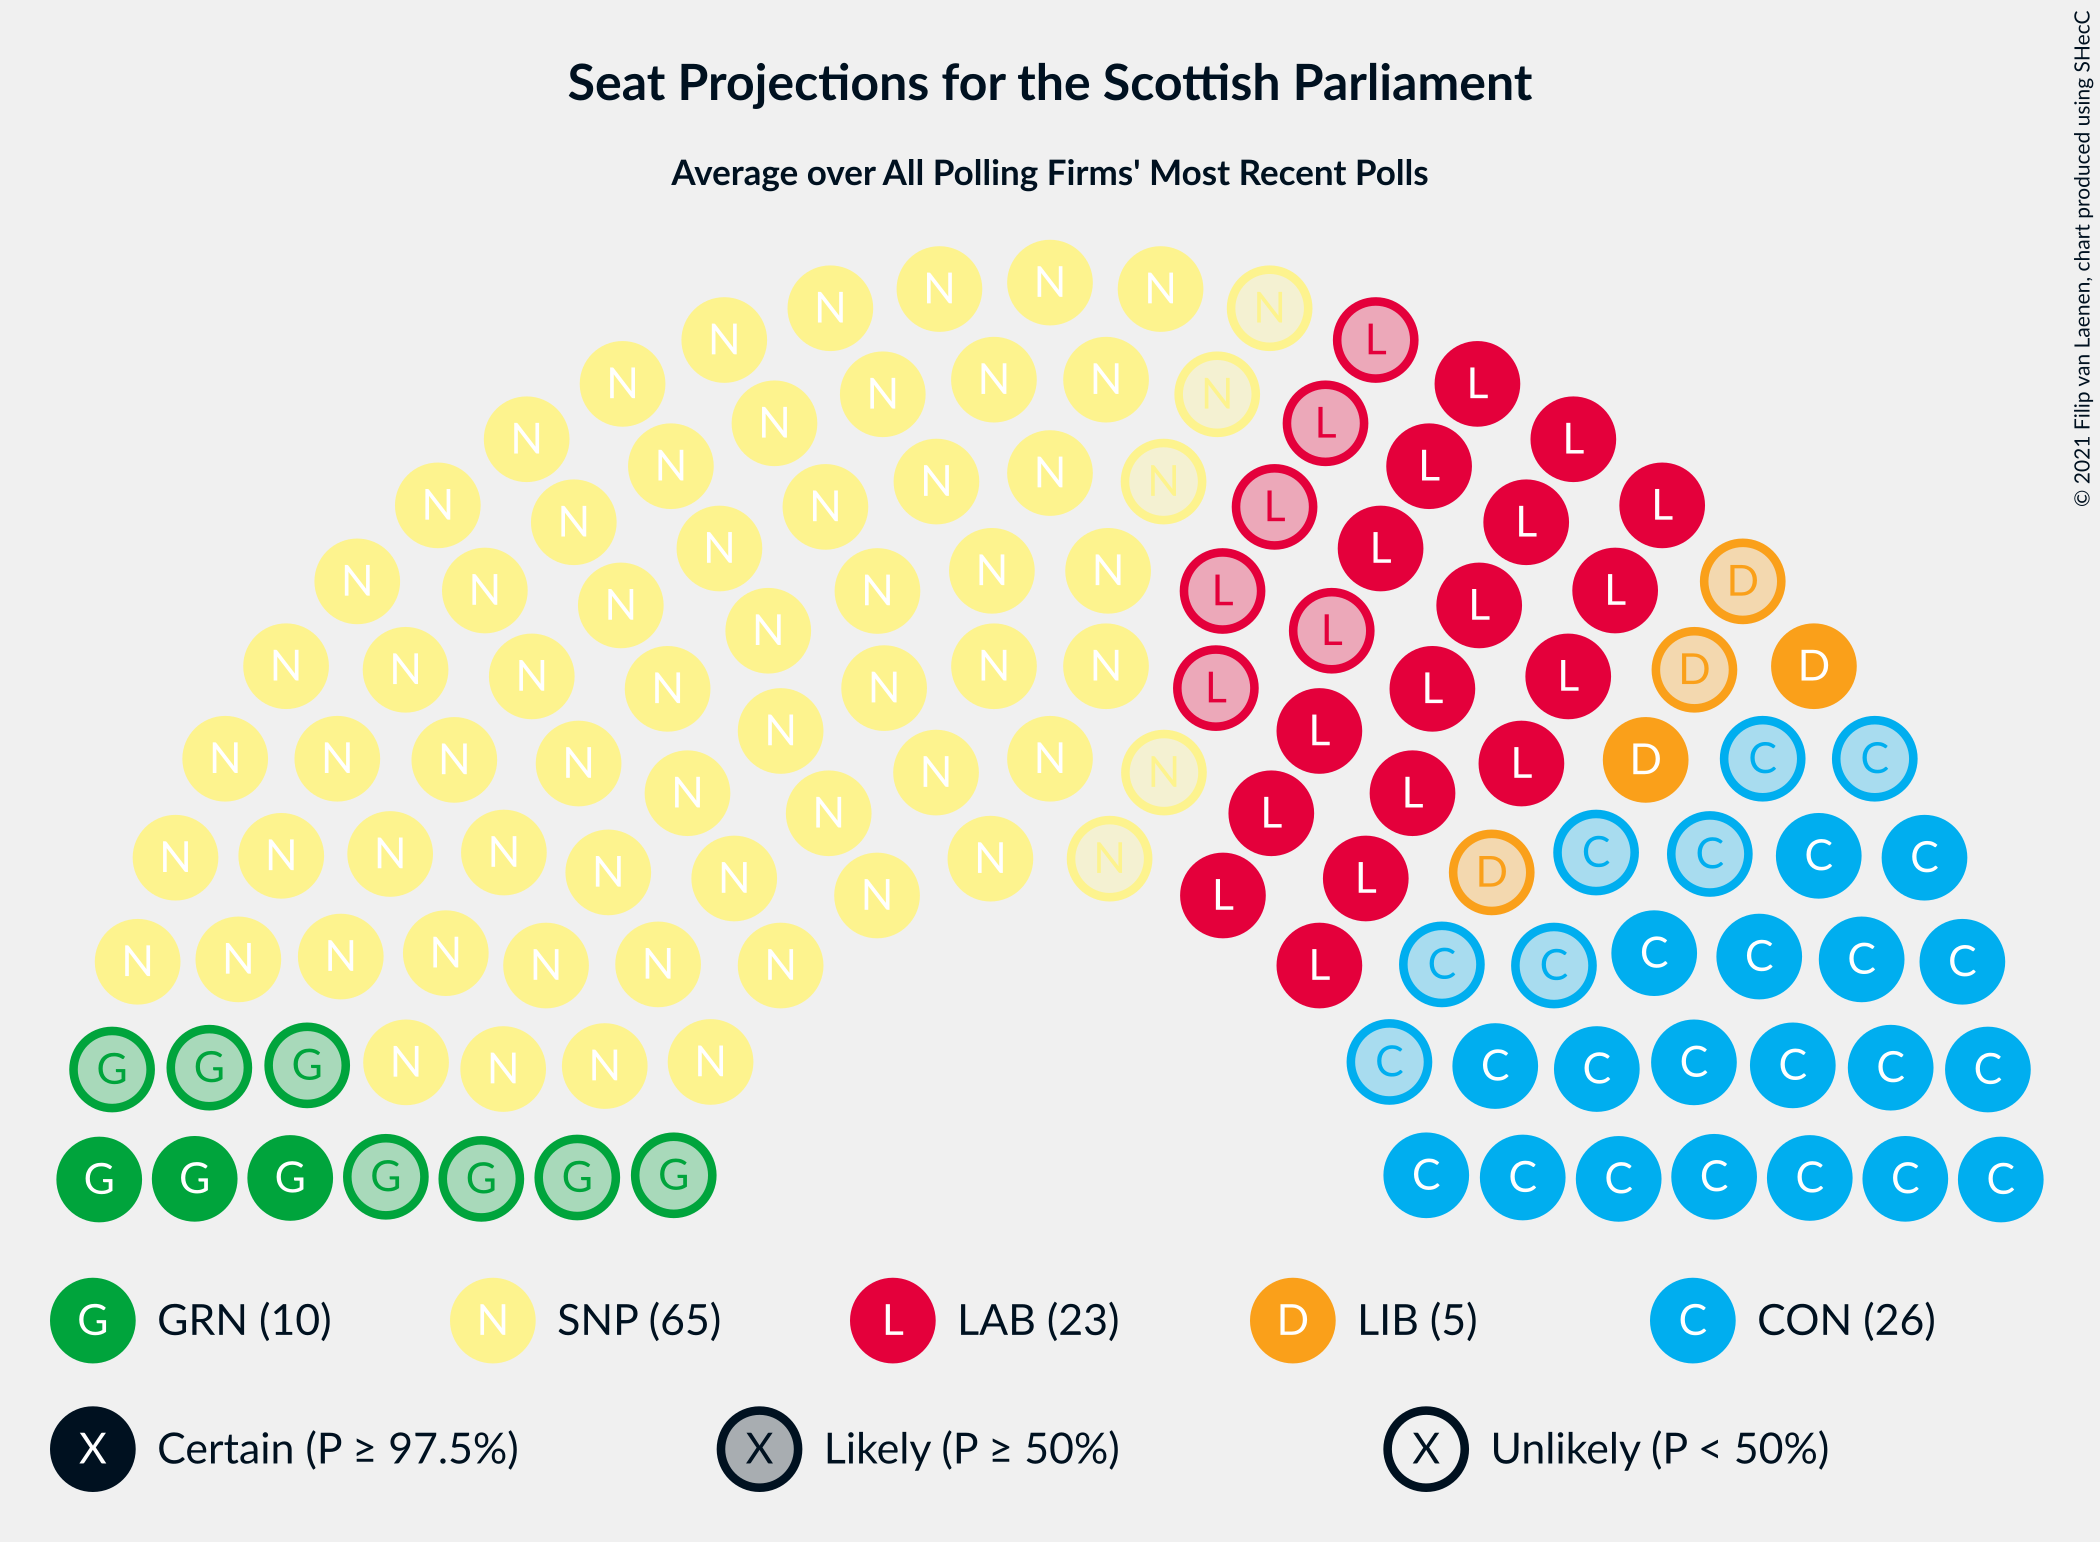 Seat Projections for the Scottish Parliament
Average over All Polling Firms' Most Recent Polls
© 2021 Filip van Laenen, chart produced using SHecC
N N N N N
N N N N L L
N N N N N L L
N N N N N L L L
N N N N N L L L
N N N N N L L L D
N N N N N L L L
N N N N N L L L D D
N N N N N L L L D C C
N N N N N N N L L
N N N N N N N N N L L D C C C C
N N N N N N N L C C C C C C
G G G N N N N C C C C C C C
G G G G G G G C C C C C C C
G GRN (10) N SNP (65) L LAB (23) D LIB (5) C CON (26)
X Certain (P ≥ 97.5%) X Likely (P ≥ 50%) X Unlikely (P < 50%)